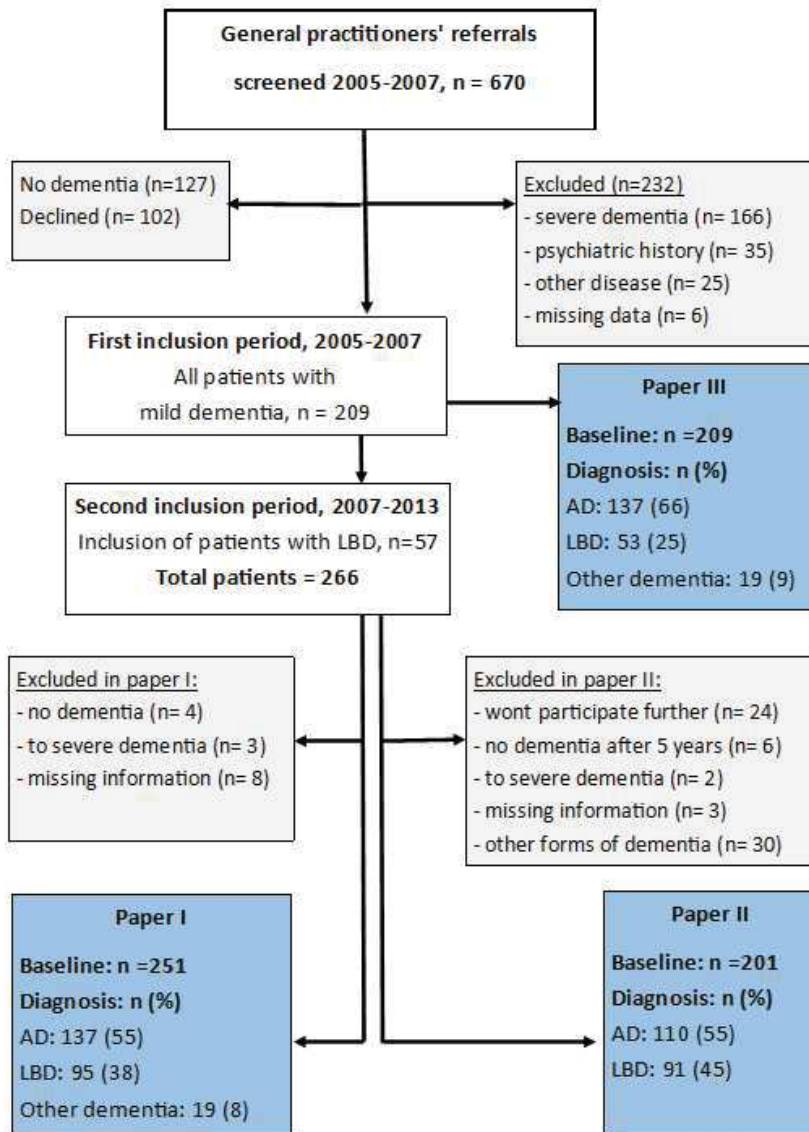 General practitioners' referrals
screened 2005-2007, n = 670
No dementia (n=127)
Declined (n= 102)
Excluded (n=232)
- severe dementia (n= 166)
- psychiatric history (n= 35)
- other disease (n= 25)
- missing data (n= 6)
First inclusion period, 2005-2007
All patients with
mild dementia, n = 209
Paper III
Baseline: n =209
Diagnosis: n (%)
AD: 137 (66)
LBD: 53 (25)
Other dementia: 19 (9)
Second inclusion period, 2007-2013
Inclusion of patients with LBD, n=57
Total patients = 266
Excluded in paper I:
- no dementia (n= 4)
- to severe dementia (n= 3)
- missing information (n= 8)
Excluded in paper II:
- wont participate further (n= 24)
- no dementia after 5 years (n= 6)
- to severe dementia (n= 2)
- missing information (n= 3)
- other forms of dementia (n= 30)
Paper I
Baseline: n =251
Diagnosis: n (%)
AD: 137 (55)
LBD: 95 (38)
Other dementia: 19 (8)
Paper II
Baseline: n =201
Diagnosis: n (%)
AD: 110 (55)
LBD: 91 (45)